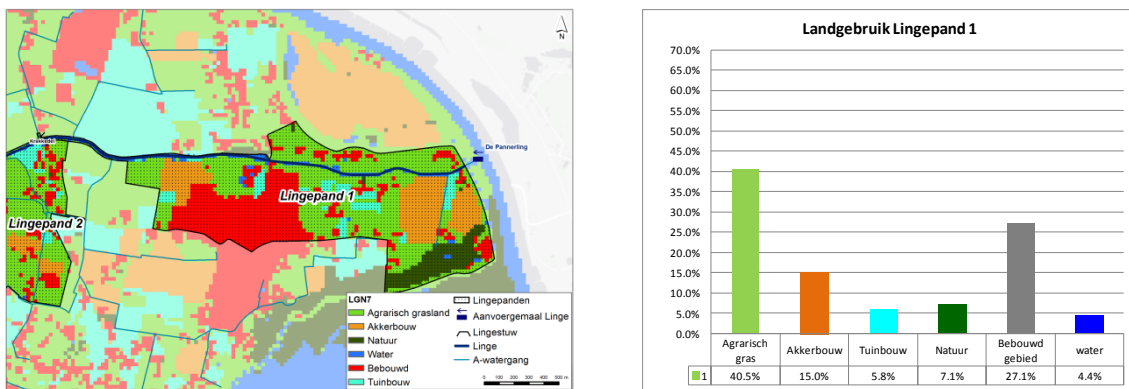 N
De Pannerling
Krakkedel
Lingepand 1
Lingepand 2
LGN7
Agrarisch grasland
Akkerbouw
Natuur
Water
Bebouwd
Tuinbouw
Lingepanden
Aanvoergemaal Linge
Lingestuw
Linge
A-watergang
0 100 200 300 400 500 m
Landgebruik Lingepand 1
70.0%
65.0%
60.0%
55.0%
50.0%
45.0%
40.0%
35.0%
30.0%
25.0%
20.0%
15.0%
10.0%
5.0%
0.0%
Agrarisch gras Akkerbouw Tuinbouw Natuur Bebouwd gebied water
1 40.5% 15.0% 5.8% 7.1% 27.1% 4.4%